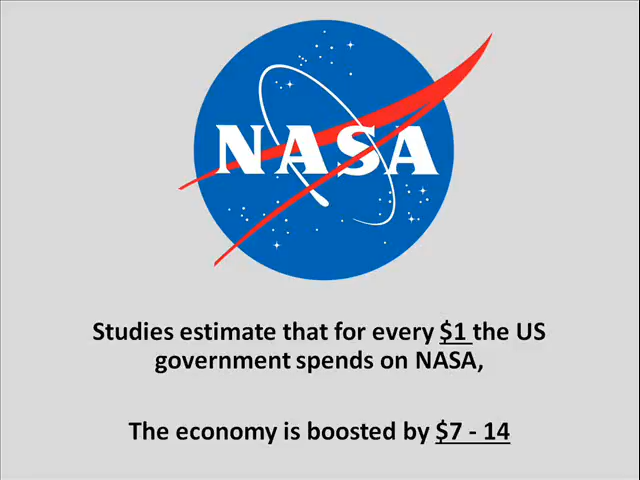 NASA
Studies estimate that for every $1 the US
government spends on NASA,
The economy is boosted by $7 - 14